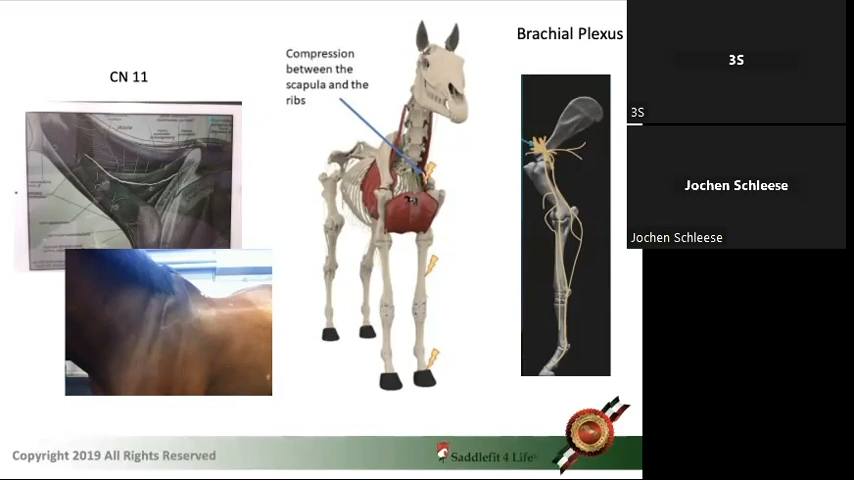 Brachial Plexus
CN 11
Compression
between the
scapula and the
ribs
3S
3S
Jochen Schleese
Jochen Schleese
Copyright 2019 All Rights Reserved
Saddlefit 4 Life